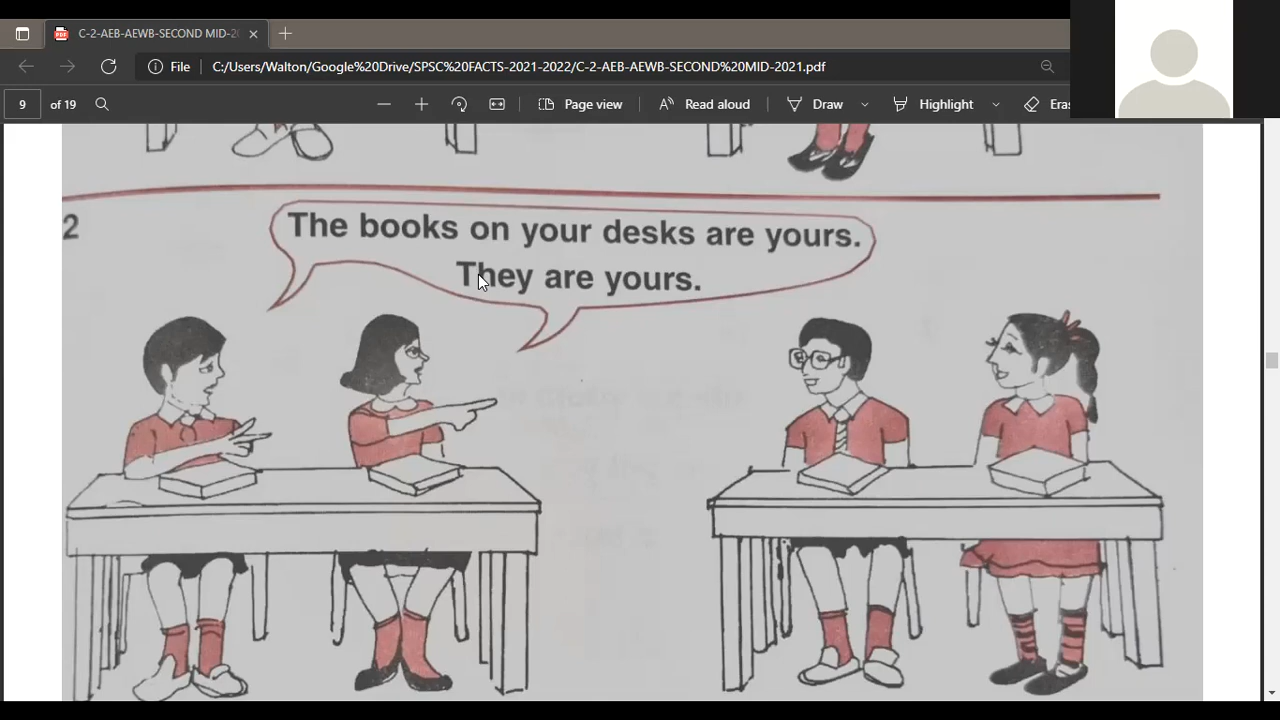 C-2-AEB-AEWB-SECOND MID-2
File
C:/Users/Walton/Google%20Drive/SPSC%20FACTS-2021-2022/C-2-AEB-AEWB-SECOND%20MID-2021.pdf
9 of 19
Page view
Read aloud
Draw
Highlight
Eras
2
The books on your desks are yours.
They are yours.